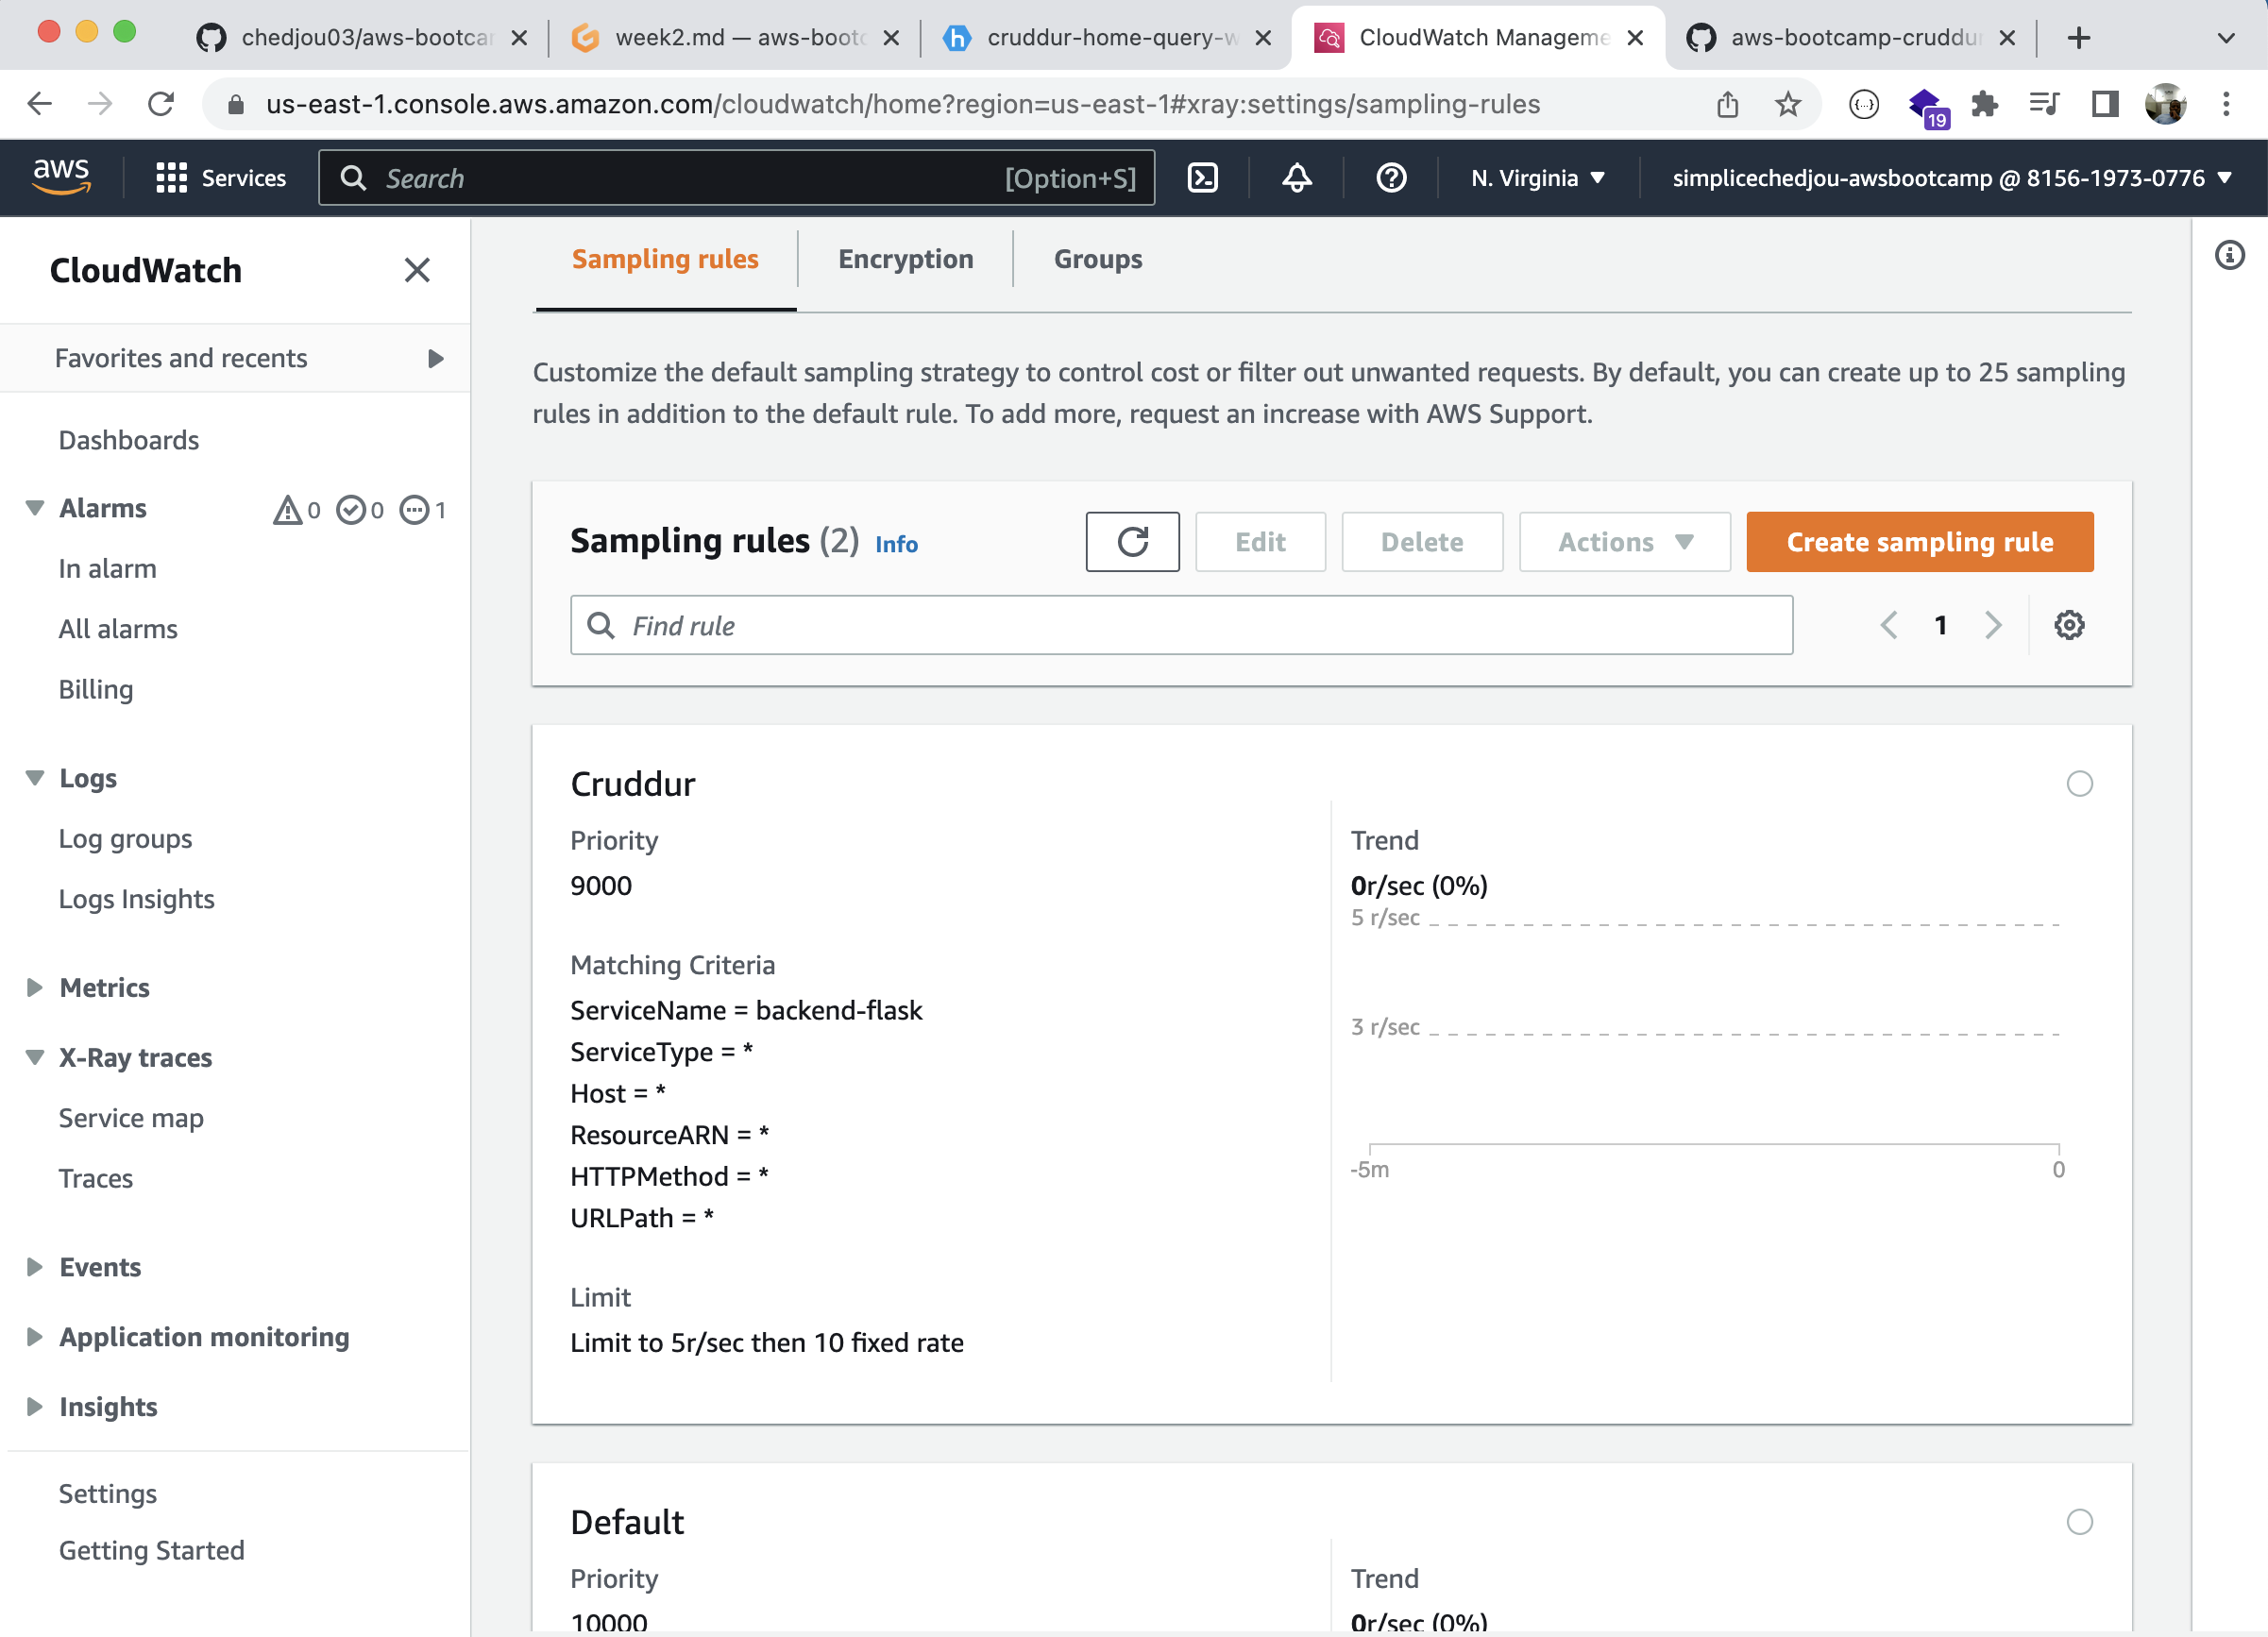 chedjou03/aws-bootcar
week2.md — aws-bootc
cruddur-home-query-w
CloudWatch Manageme
aws-bootcamp-cruddur
us-east-1.console.aws.amazon.com/cloudwatch/home?region=us-east-1#xray:settings/sampling-rules
{...}
19
aws
Services
Search
[Option+S]
N. Virginia
simplicechedjou-awsbootcamp @ 8156-1973-0776
CloudWatch
Favorites and recents
Dashboards
Alarms
0
0
1
In alarm
All alarms
Billing
Logs
Log groups
Logs Insights
Metrics
X-Ray traces
Service map
Traces
Events
Application monitoring
Insights
Settings
Getting Started
Sampling rules
Encryption
Groups
Customize the default sampling strategy to control cost or filter out unwanted requests. By default, you can create up to 25 sampling
rules in addition to the default rule. To add more, request an increase with AWS Support.
Sampling rules (2) Info
Edit
Delete
Actions
Create sampling rule
Find rule
1
Cruddur
Priority
9000
Matching Criteria
ServiceName = backend-flask
ServiceType = *
Host = *
ResourceARN = *
HTTPMethod = *
URLPath = *
Limit
Limit to 5r/sec then 10 fixed rate
Trend
0r/sec (0%)
5 r/sec
3 r/sec
-5m
0
Default
Priority
10000
Trend
0r/sec (0%)